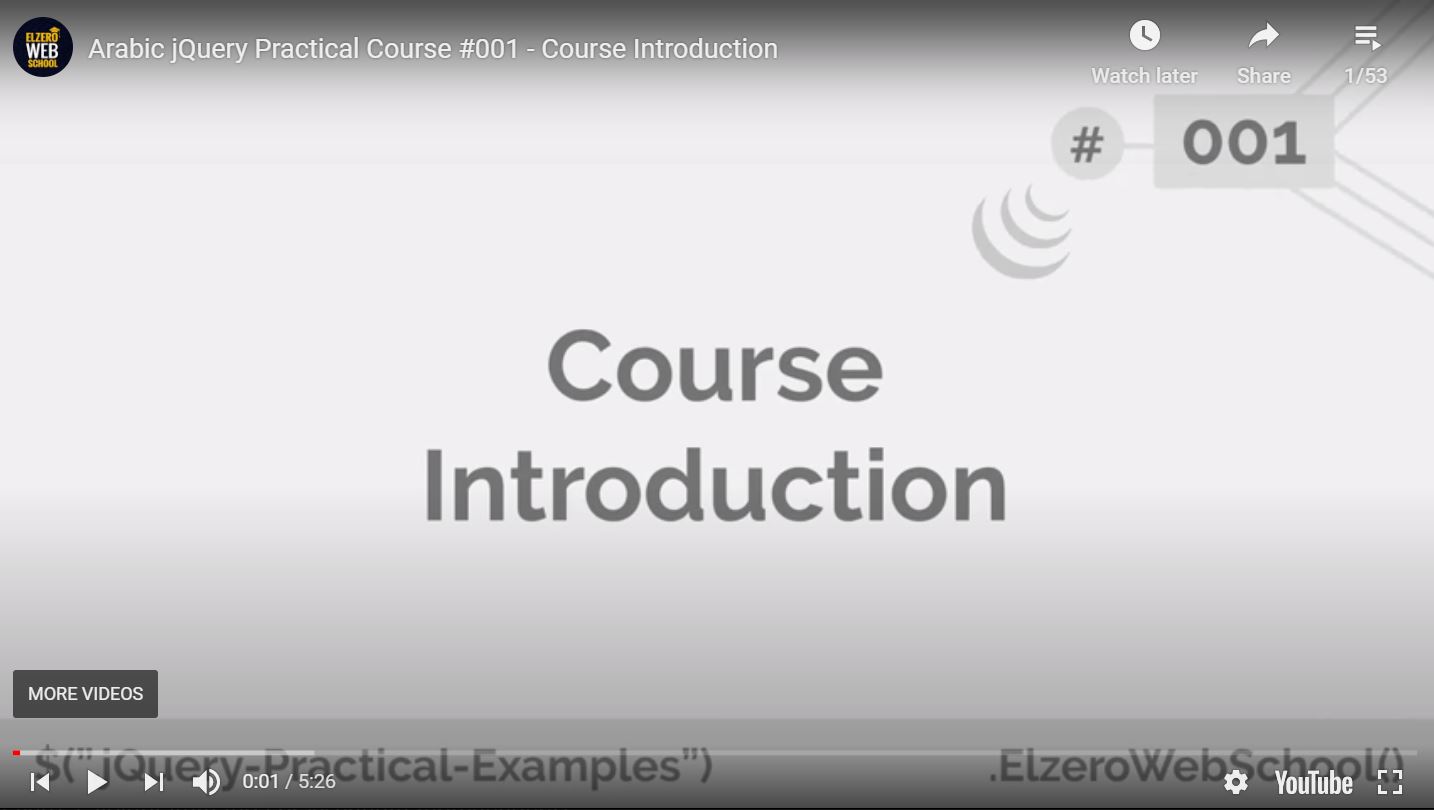 ELZERO
WEB
SCHOOL
Arabic jQuery Practical Course #001 - Course Introduction
Watch later
Share
1/53
# 001
Course
Introduction
MORE VIDEOS
$("jQuery-Practical-Examples") .ElzeroWebSchool()
0:01 / 5:26
YouTube